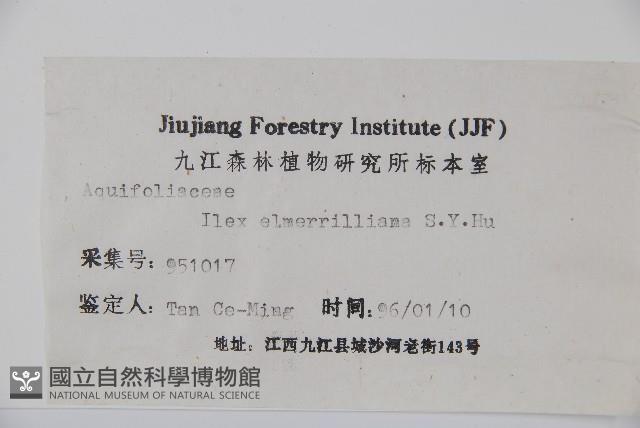 Jiujiang Forestry Institute (JJF)
九江森林植物研究所标本室
Aquifoliaceae
Ilex elmerrilliana S.Y.Hu
采集号: 951017
鉴定人: Tan Ce-Ming 时间: 96/01/10
地址: 江西九江县城沙河老街143号
國立自然科學博物館
NATIONAL MUSEUM OF NATURAL SCIENCE